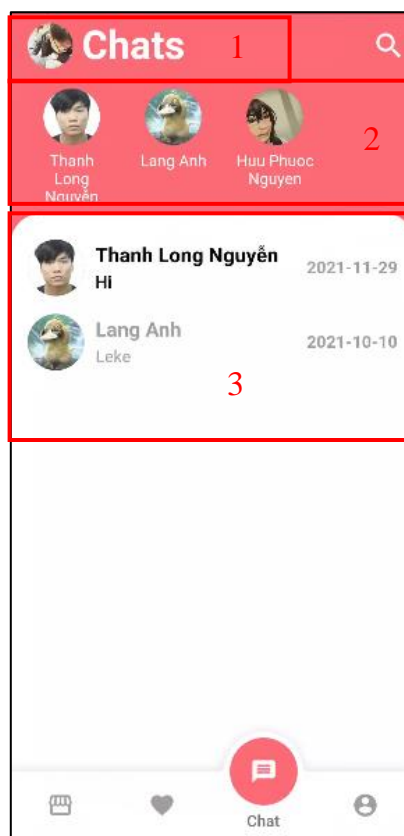 Chats
1
2
Thanh
Long
Nguyễn
Lang Anh
Huu Phuoc
Nguyen
Thanh Long Nguyễn
2021-11-29
Hi
Lang Anh
2021-10-10
Leke
3
Chat